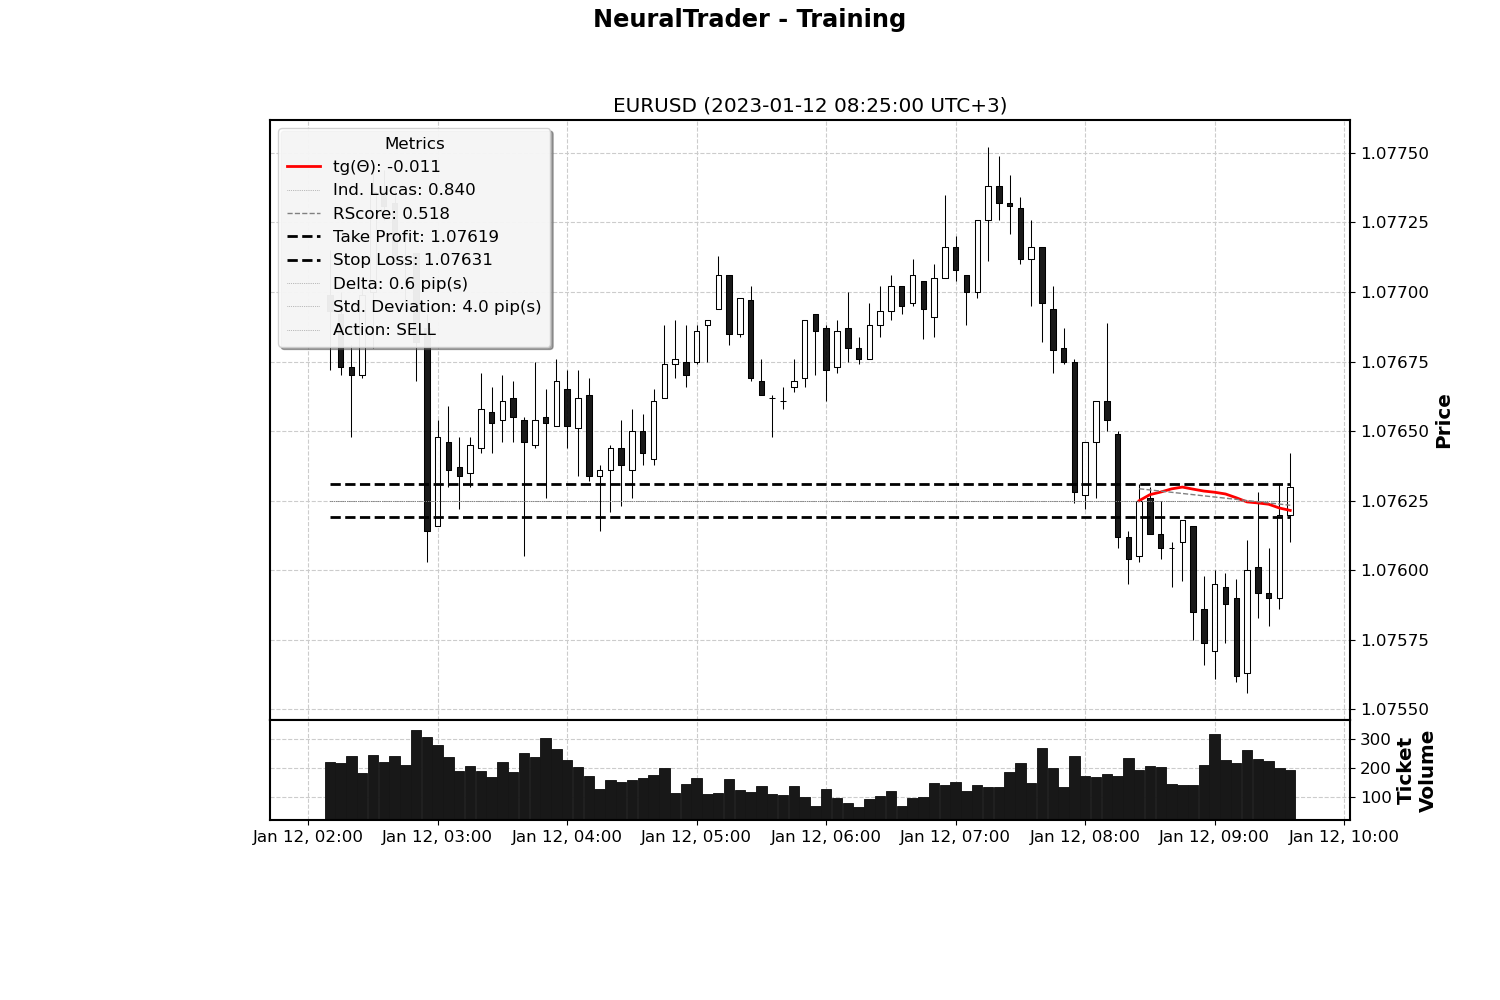 NeuralTrader - Training
EURUSD (2023-01-12 08:25:00 UTC+3)
Metrics
tg(Θ): -0.011
Ind. Lucas: 0.840
RScore: 0.518
Take Profit: 1.07619
Stop Loss: 1.07631
Delta: 0.6 pip(s)
Std. Deviation: 4.0 pip(s)
Action: SELL
1.07750
1.07725
1.07700
1.07675
1.07650
1.07625
1.07600
1.07575
1.07550
Price
300
200
100
Ticket
Volume
Jan 12, 02:00
Jan 12, 03:00
Jan 12, 04:00
Jan 12, 05:00
Jan 12, 06:00
Jan 12, 07:00
Jan 12, 08:00
Jan 12, 09:00
Jan 12, 10:00